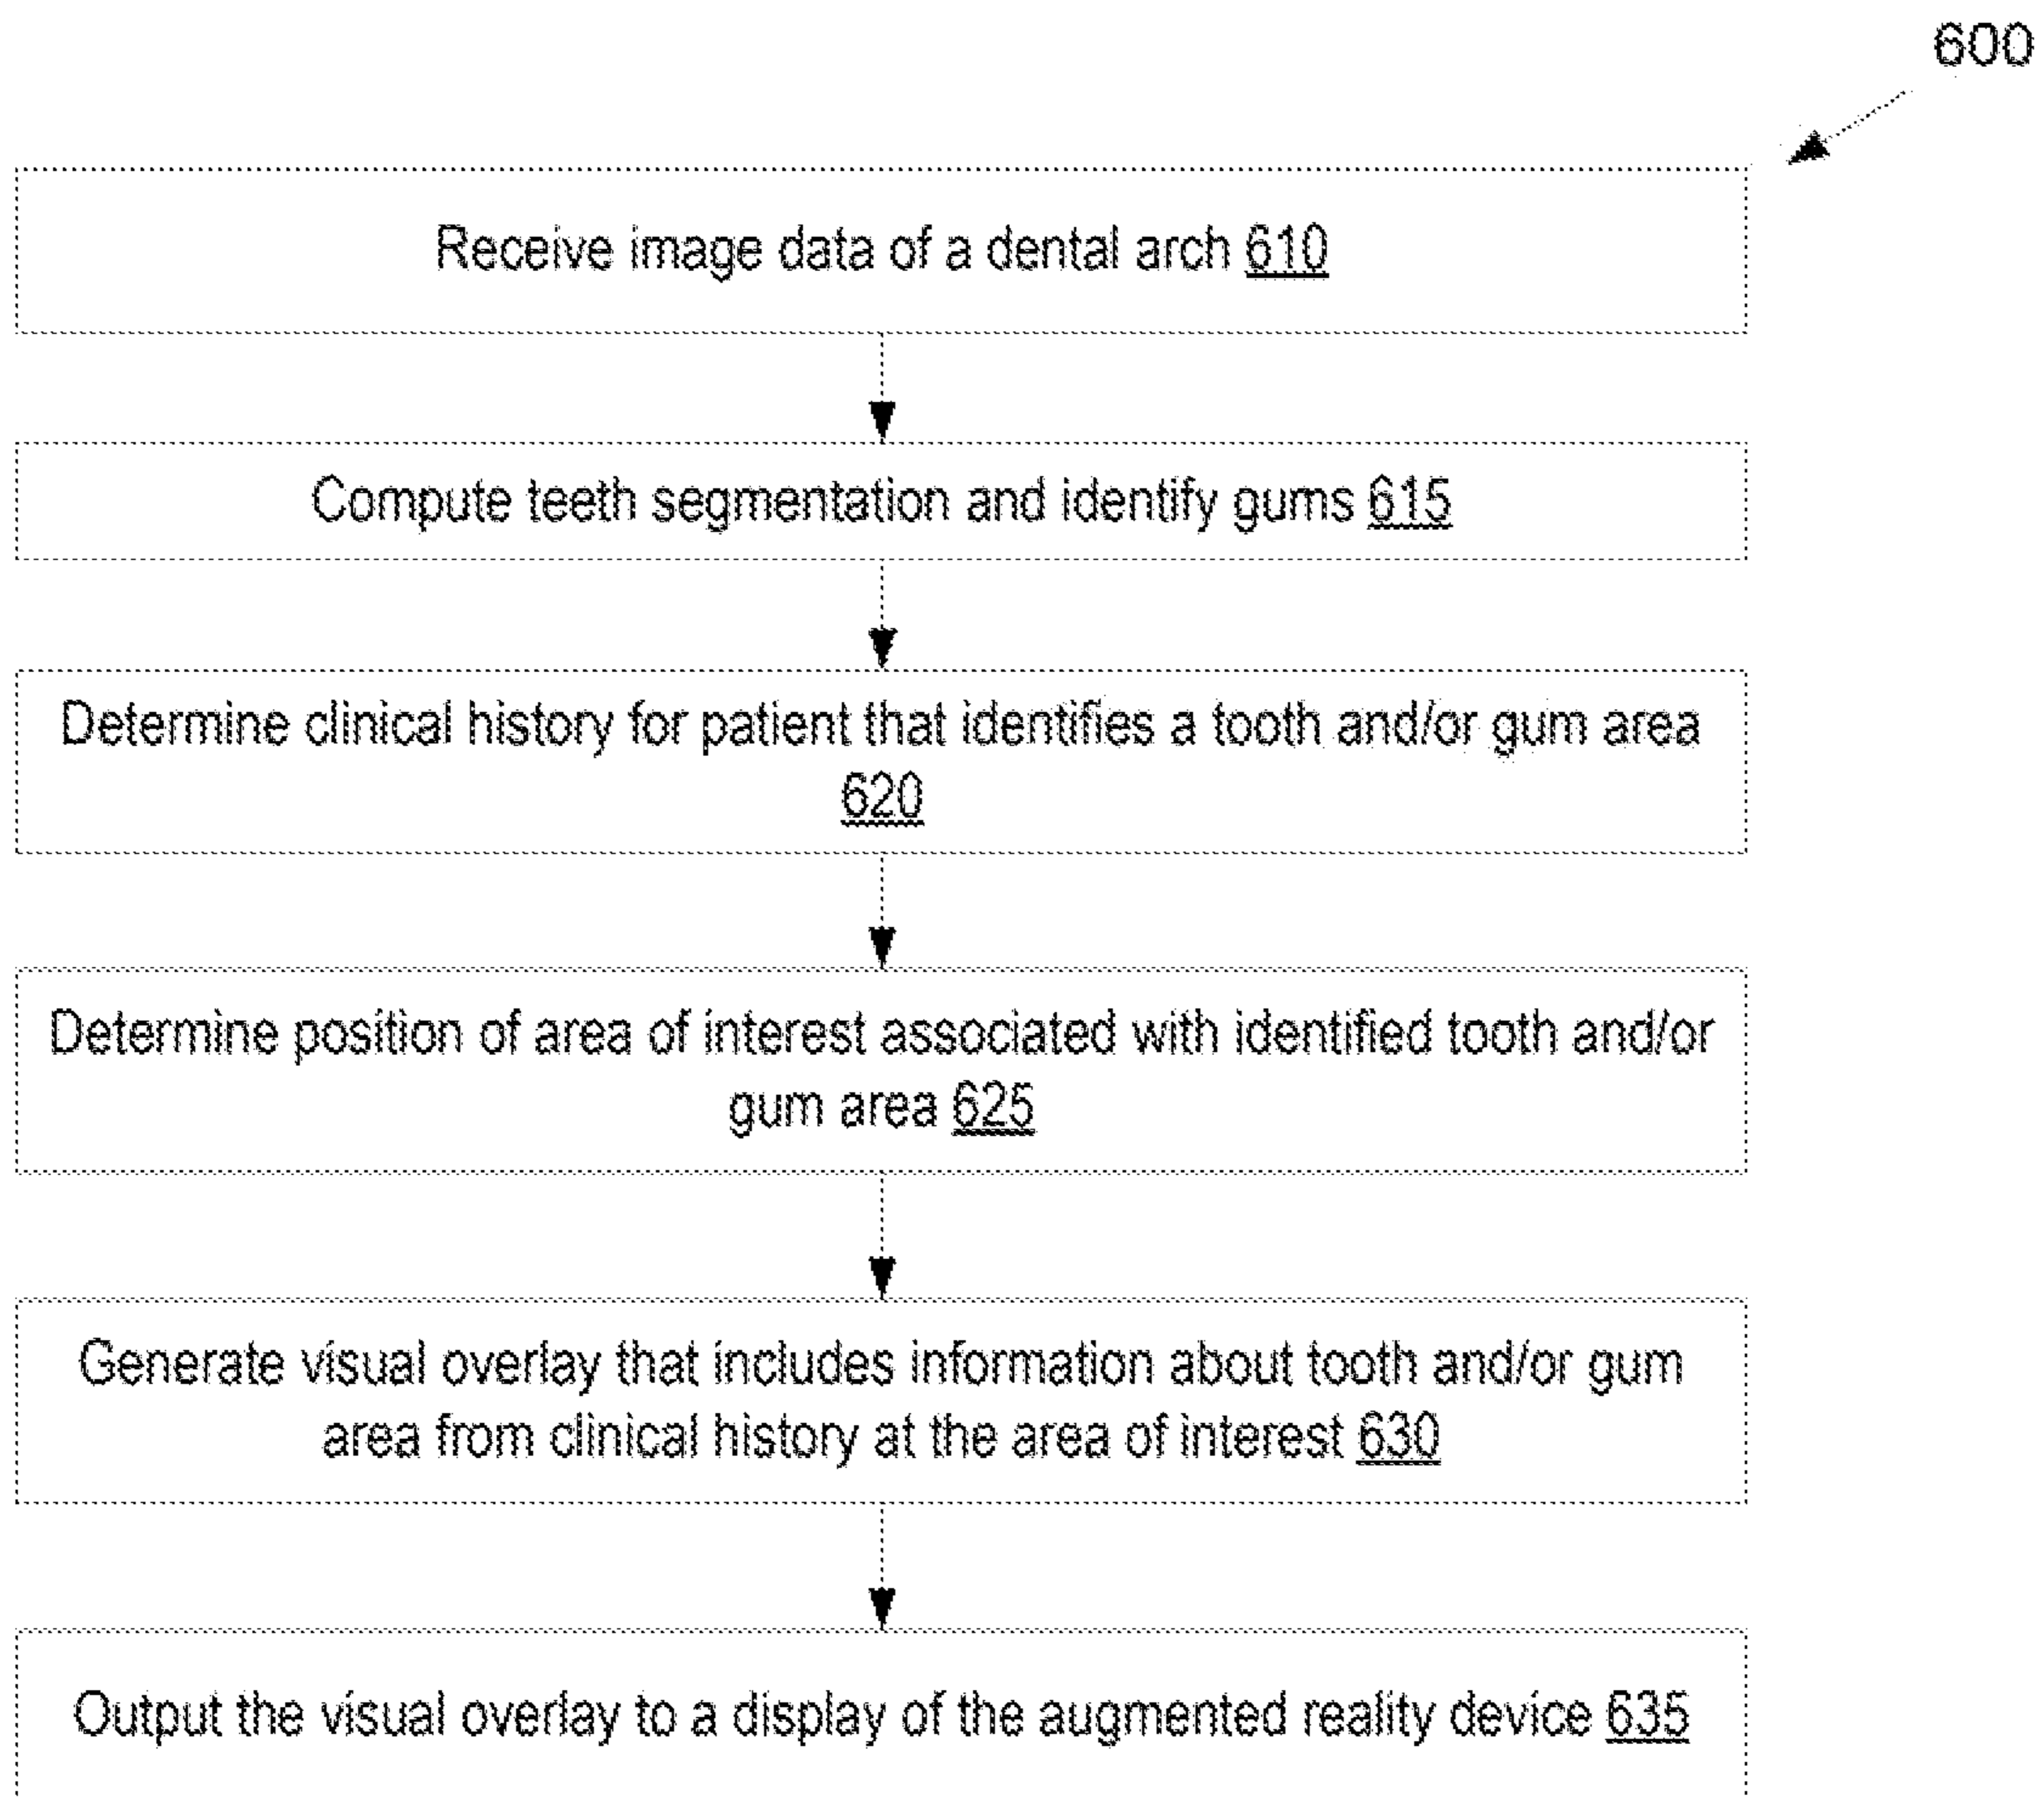 600
Receive image data of a dental arch 610
Compute teeth segmentation and identify gums 615
Determine clinical history for patient that identifies a tooth and/or gum area
620
Determine position of area of interest associated with identified tooth and/or
gum area 625
Generate visual overlay that includes information about tooth and/or gum
area from clinical history at the area of interest 630
Output the visual overlay to a display of the augmented reality device 635